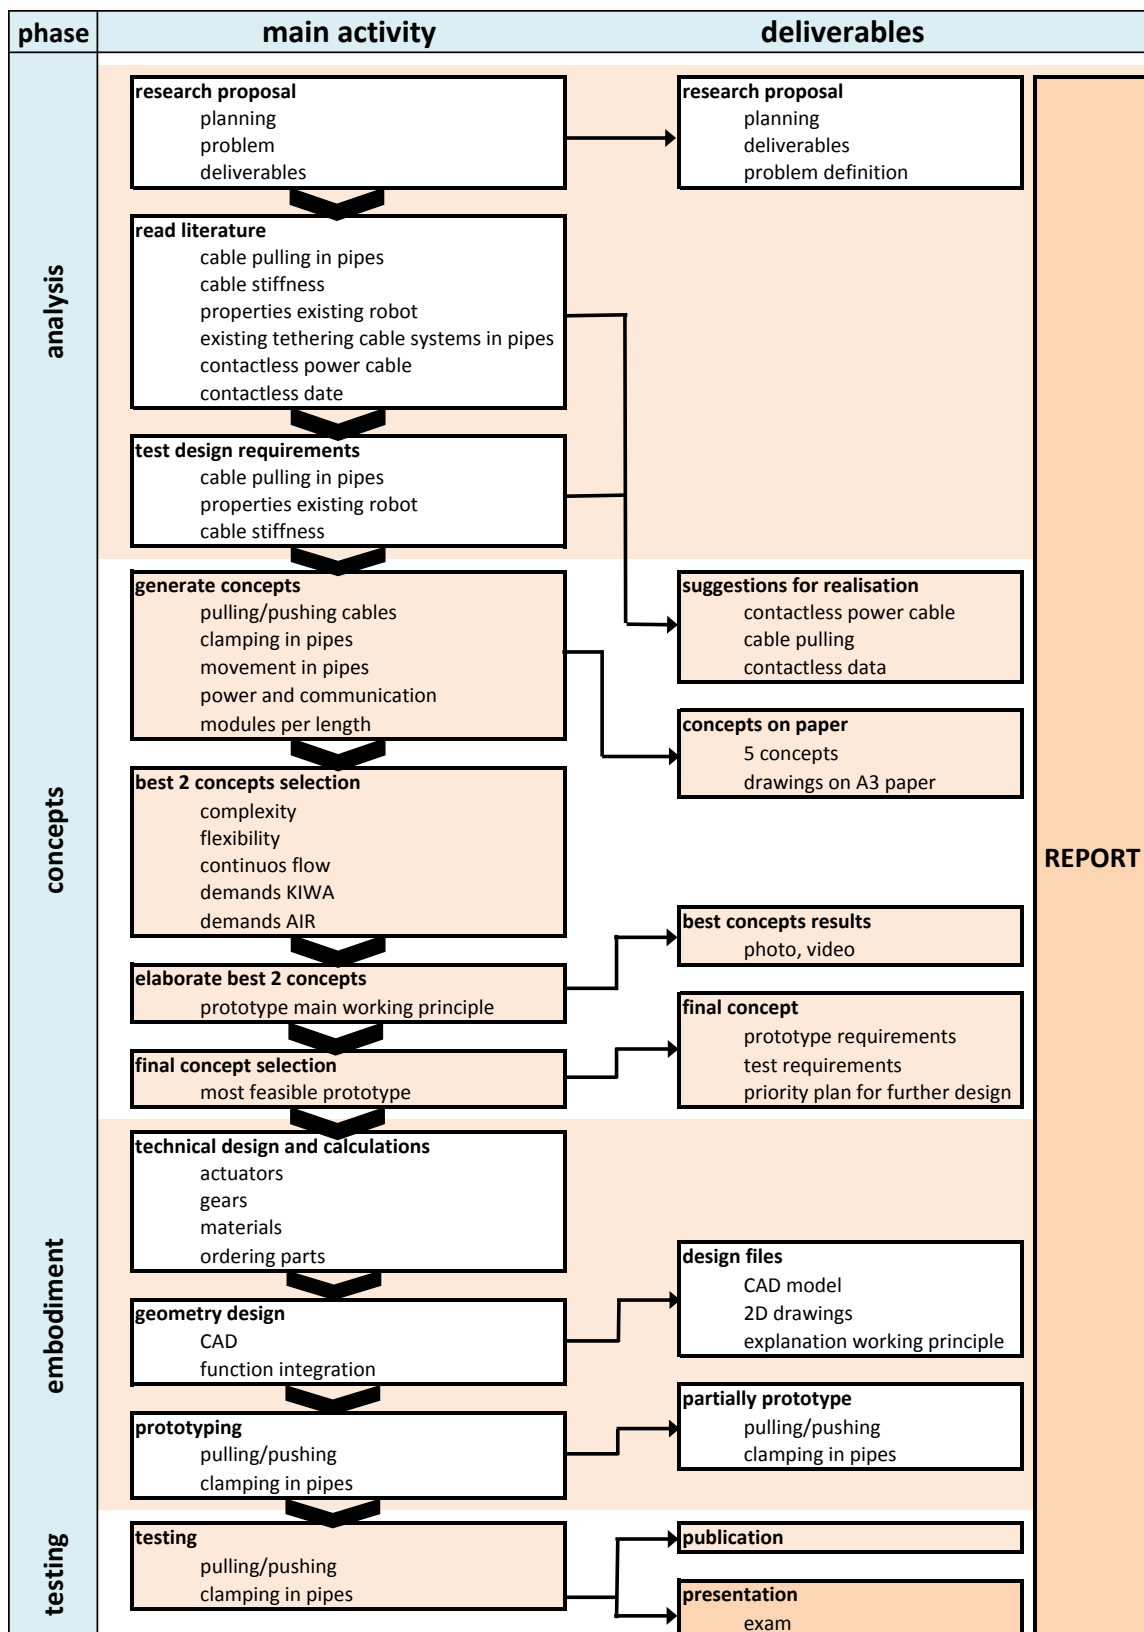 phase
main activity
deliverables
analysis
research proposal
planning
problem
deliverables
research proposal
planning
deliverables
problem definition
read literature
cable pulling in pipes
cable stiffness
properties existing robot
existing tethering cable systems in pipes
contactless power cable
contactless date
test design requirements
cable pulling in pipes
properties existing robot
cable stiffness
concepts
generate concepts
pulling/pushing cables
clamping in pipes
movement in pipes
power and communication
modules per length
suggestions for realisation
contactless power cable
cable pulling
contactless data
concepts on paper
5 concepts
drawings on A3 paper
best 2 concepts selection
complexity
flexibility
continuos flow
demands KIWA
demands AIR
best concepts results
photo, video
elaborate best 2 concepts
prototype main working principle
final concept selection
most feasible prototype
final concept
prototype requirements
test requirements
priority plan for further design
embodiment
technical design and calculations
actuators
gears
materials
ordering parts
geometry design
CAD
function integration
design files
CAD model
2D drawings
explanation working principle
prototyping
pulling/pushing
clamping in pipes
partially prototype
pulling/pushing
clamping in pipes
testing
testing
pulling/pushing
clamping in pipes
publication
presentation
exam
REPORT